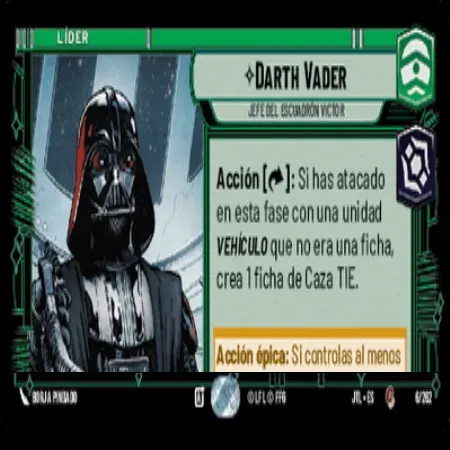 LÍDER
DARTH VADER
JEFE DEL ESCUADRÓN VICTOR
Acción [ ]: Si has atacado
en esta fase con una unidad
VEHÍCULO que no era una ficha,
crea 1 ficha de Caza TIE.
Acción épica: Si controlas al menos
BORJA PINDADO
© LFL © FFG
JTL • ES
6/262